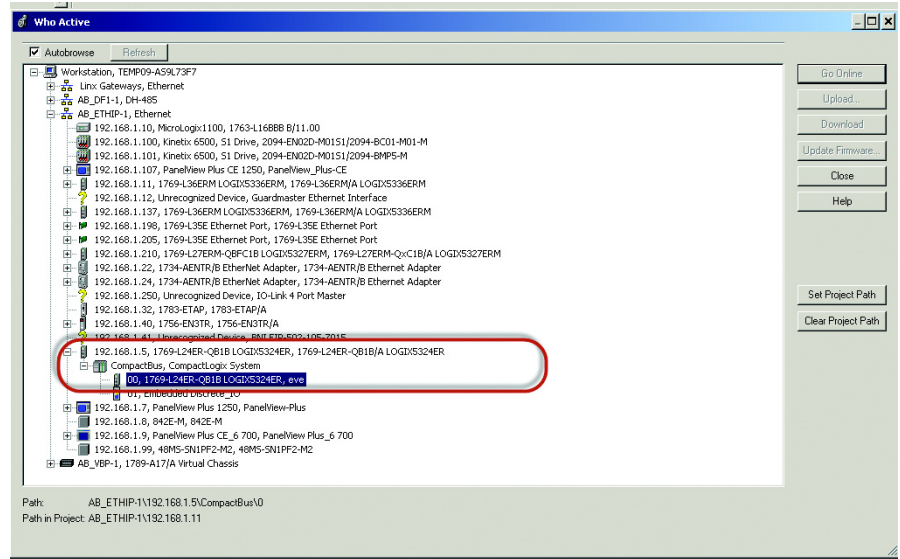 Who Active
Autobrowse Refresh
Workstation, TEMP09-AS9L73F7
Linx Gateways, Ethernet
AB_DF1-1, DH-485
AB_ETHIP-1, Ethernet
192.168.1.10, MicroLogix1100, 1763-L16BBB B/11.00
192.168.1.100, Kinetix 6500, S1 Drive, 2094-EN02D-M01S1/2094-BC01-M01-M
192.168.1.101, Kinetix 6500, S1 Drive, 2094-EN02D-M01S1/2094-BMP5-M
192.168.1.107, PanelView Plus CE 1250, PanelView_Plus-CE
192.168.1.11, 1769-L36ERM LOGIX5336ERM, 1769-L36ERM/A LOGIX5336ERM
192.168.1.12, Unrecognized Device, Guardmaster Ethernet Interface
192.168.1.137, 1769-L36ERM LOGIX5336ERM, 1769-L36ERM/A LOGIX5336ERM
192.168.1.198, 1769-L35E Ethernet Port, 1769-L35E Ethernet Port
192.168.1.205, 1769-L35E Ethernet Port, 1769-L35E Ethernet Port
192.168.1.210, 1769-L27ERM-QBFC1B LOGIX5327ERM, 1769-L27ERM-QxC1B/A LOGIX5327ERM
192.168.1.22, 1734-AENTR/B EtherNet Adapter, 1734-AENTR/B Ethernet Adapter
192.168.1.24, 1734-AENTR/B EtherNet Adapter, 1734-AENTR/B Ethernet Adapter
192.168.1.250, Unrecognized Device, IO-Link 4 Port Master
192.168.1.32, 1783-ETAP, 1783-ETAP/A
192.168.1.40, 1756-EN3TR, 1756-EN3TR/A
192.168.1.41, Unrecognized Device, BNI EIP-502-105-Z015
192.168.1.5, 1769-L24ER-QB1B LOGIX5324ER, 1769-L24ER-QB1B/A LOGIX5324ER
CompactBus, CompactLogix System
00, 1769-L24ER-QB1B LOGIX5324ER, eve
01, Embedded Discrete_IO
192.168.1.7, PanelView Plus 1250, PanelView-Plus
192.168.1.8, 842E-M, 842E-M
192.168.1.9, PanelView Plus CE_6 700, PanelView Plus_6 700
192.168.1.99, 48MS-SN1PF2-M2, 48MS-SN1PF2-M2
AB_VBP-1, 1789-A17/A Virtual Chassis
Go Online
Upload...
Download
Update Firmware...
Close
Help
Set Project Path
Clear Project Path
Path: AB_ETHIP-1\192.168.1.5\CompactBus\0
Path in Project: AB_ETHIP-1\192.168.1.11